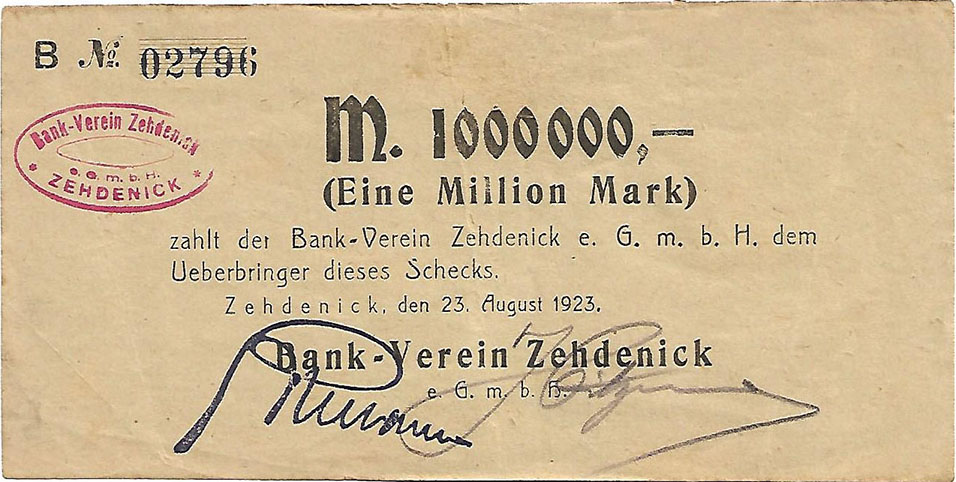 B No. 02796
Bank-Verein Zehdenick
e. G. m. b. H.
* ZEHDENICK *
M. 1000000,—
(Eine Million Mark)
zahlt der Bank-Verein Zehdenick e. G. m. b. H. dem
Ueberbringer dieses Schecks.
Zehdenick, den 23. August 1923.
Bank-Verein Zehdenick
e. G. m. b. H.